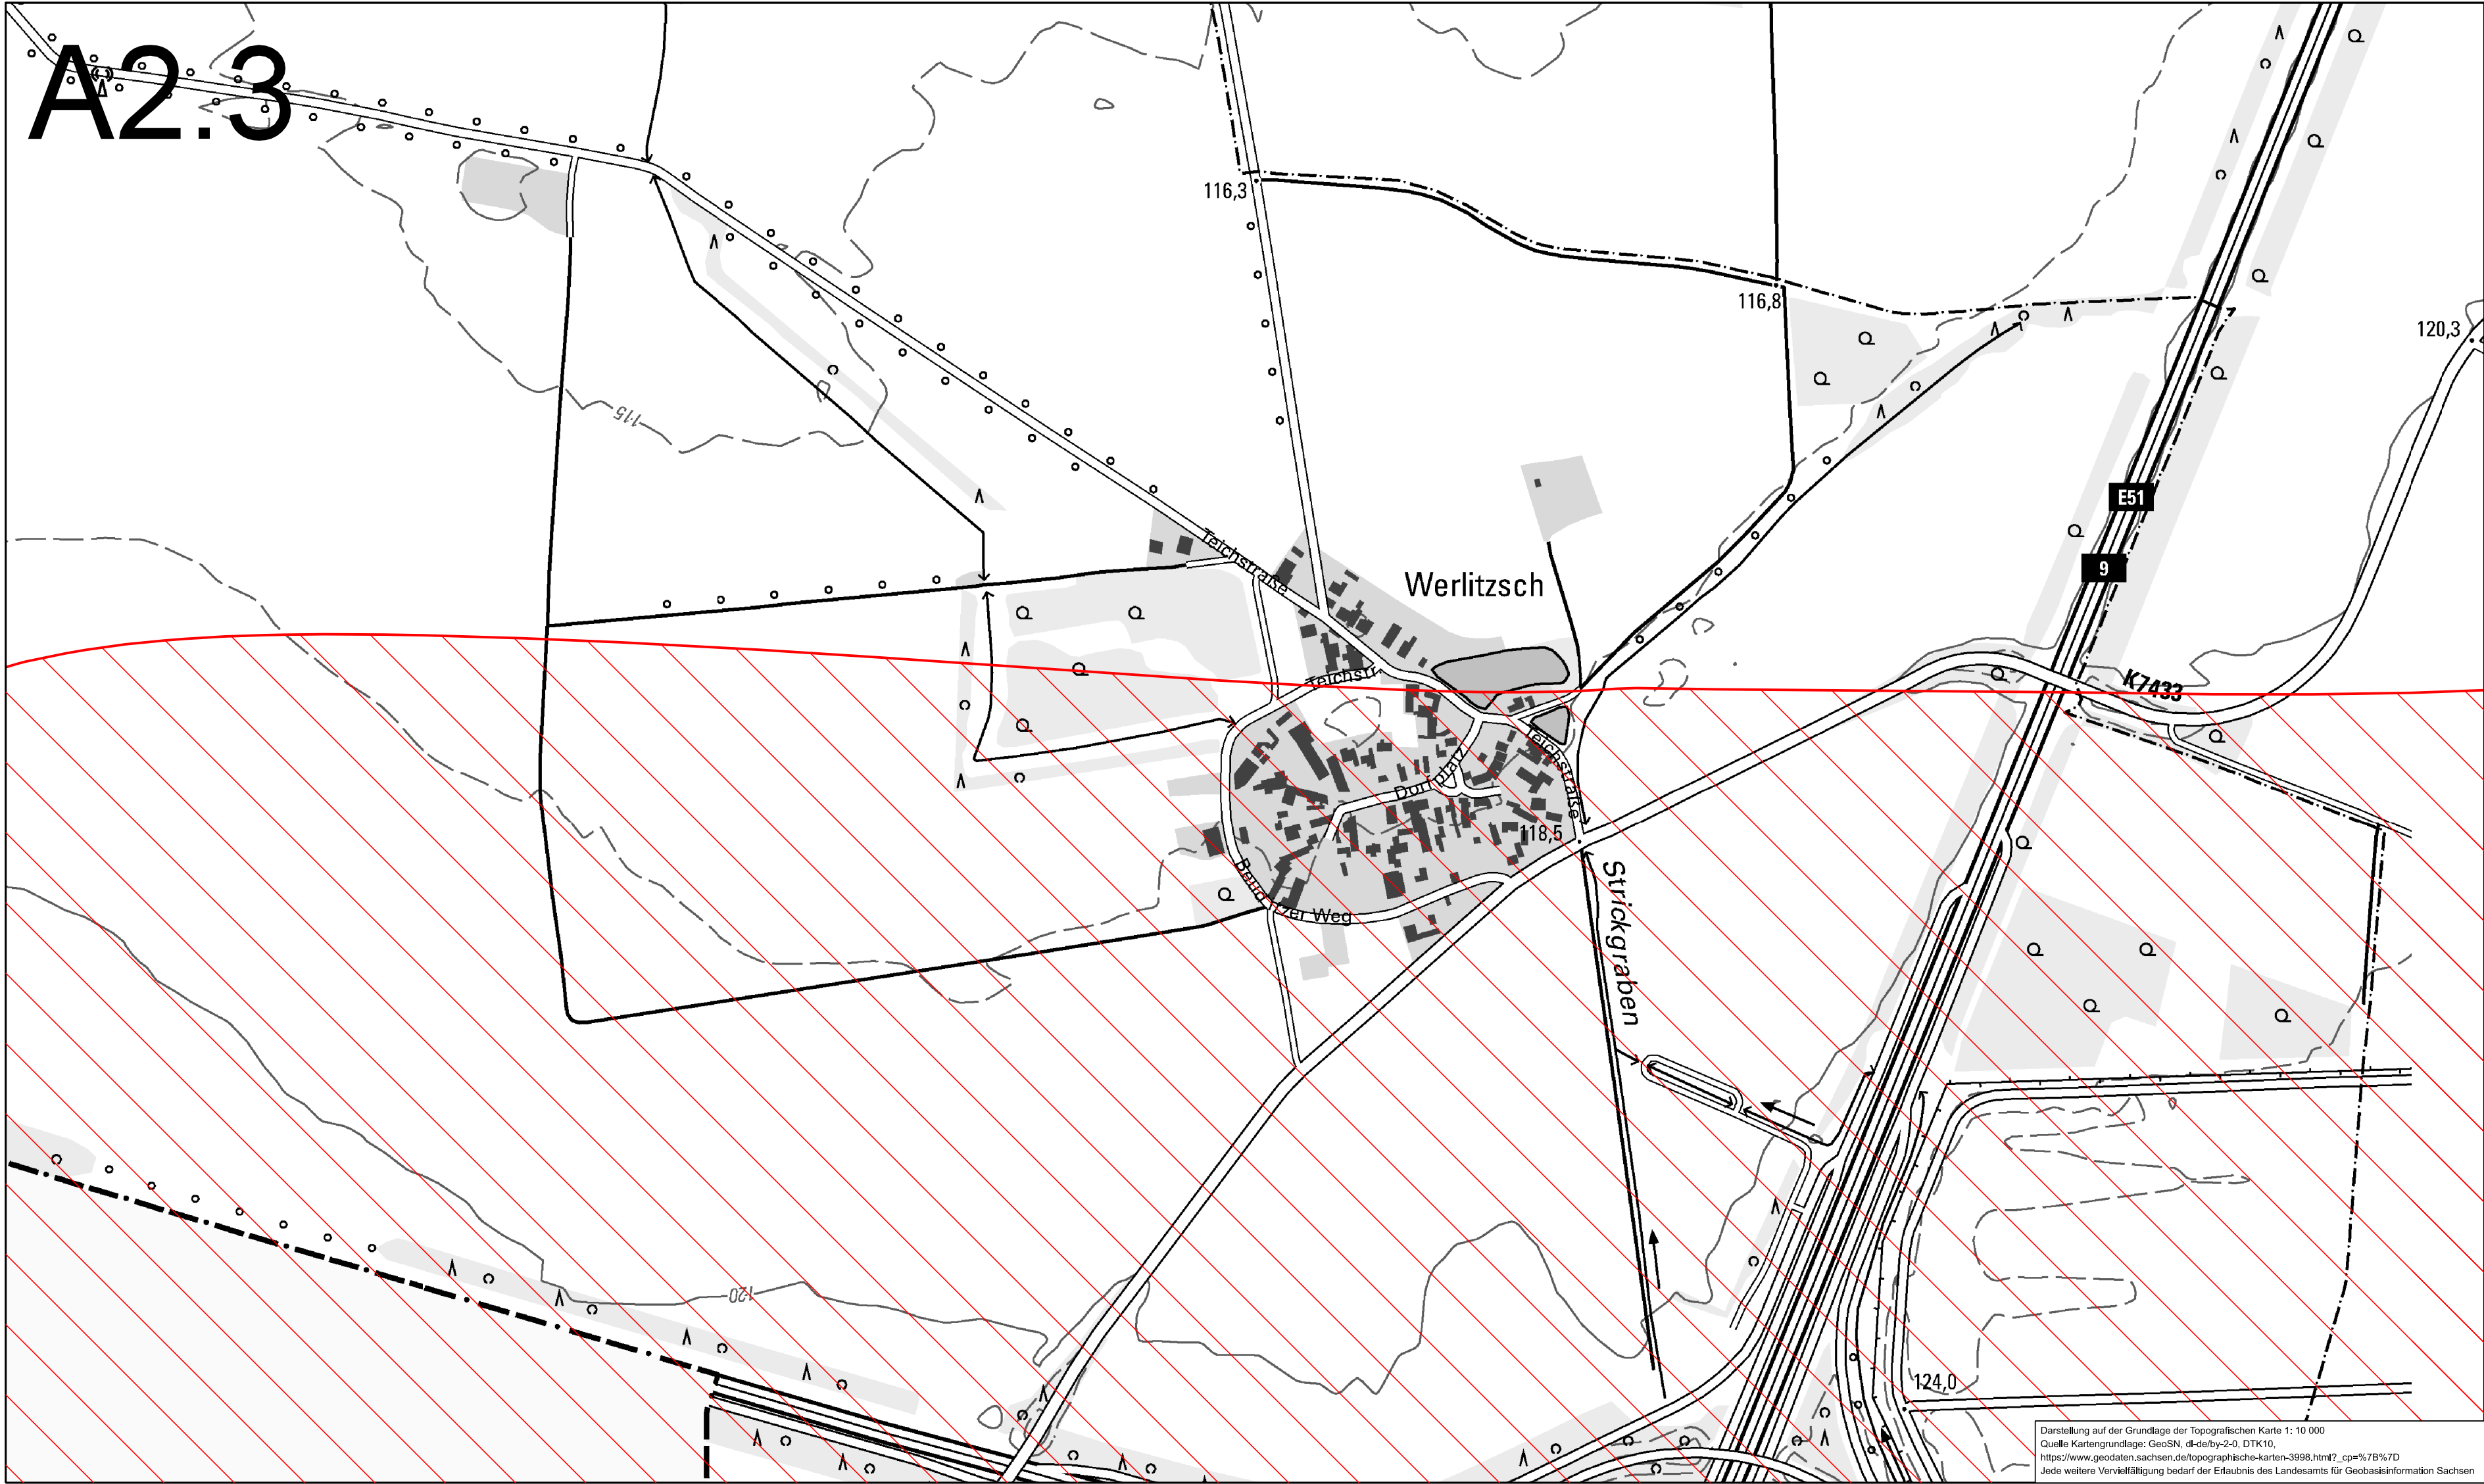 A2.3
116,3
116,8
120,3
115
E51
9
Werlitzsch
Teichstraße
Teichstr.
K7433
Teichstraße
Dorfplatz
118,5
Weg
Strickgraben
120
124,0
Darstellung auf der Grundlage der Topografischen Karte 1: 10 000
Quelle Kartengrundlage: GeoSN, dl-de/by-2-0, DTK10,
https://www.geodaten.sachsen.de/topographische-karten-3998.html?_cp=%7B%7D
Jede weitere Vervielfältigung bedarf der Erlaubnis des Landesamts für Geobasisinformation Sachsen